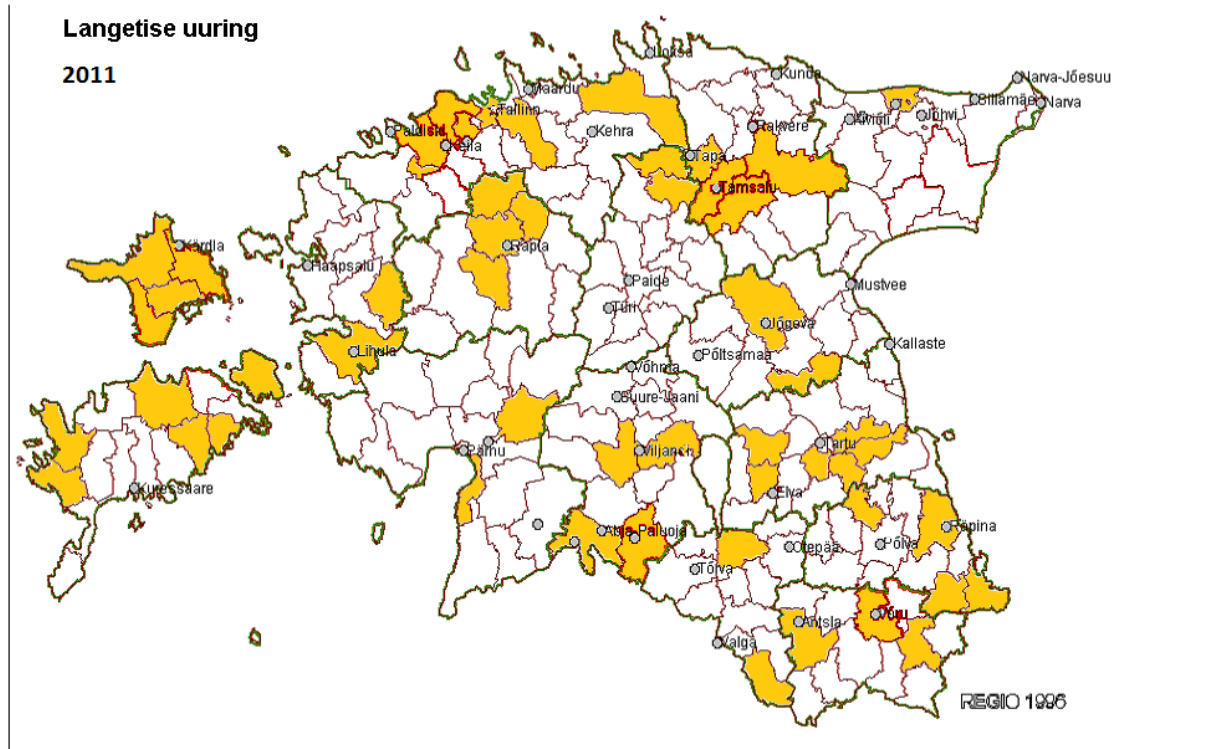 Langetise uuring
2011
Loksa
Kunda
Narva-Jõesuu
Maardu
Sillamäe
Narva
Tallinn
Kiviõli
Jõhvi
Paldiski
Kehra
Rakvere
Keila
Tapa
Tamsalu
Kärdla
Rapla
Haapsalu
Paide
Mustvee
Türi
Jõgeva
Kallaste
Lihula
Põltsamaa
Võhma
Suure-Jaani
Pärnu
Viljandi
Tartu
Kuressaare
Elva
Räpina
Abja-Paluoja
Põlva
Otepää
Tõrva
Võru
Antsla
Valga
REGIO 1996